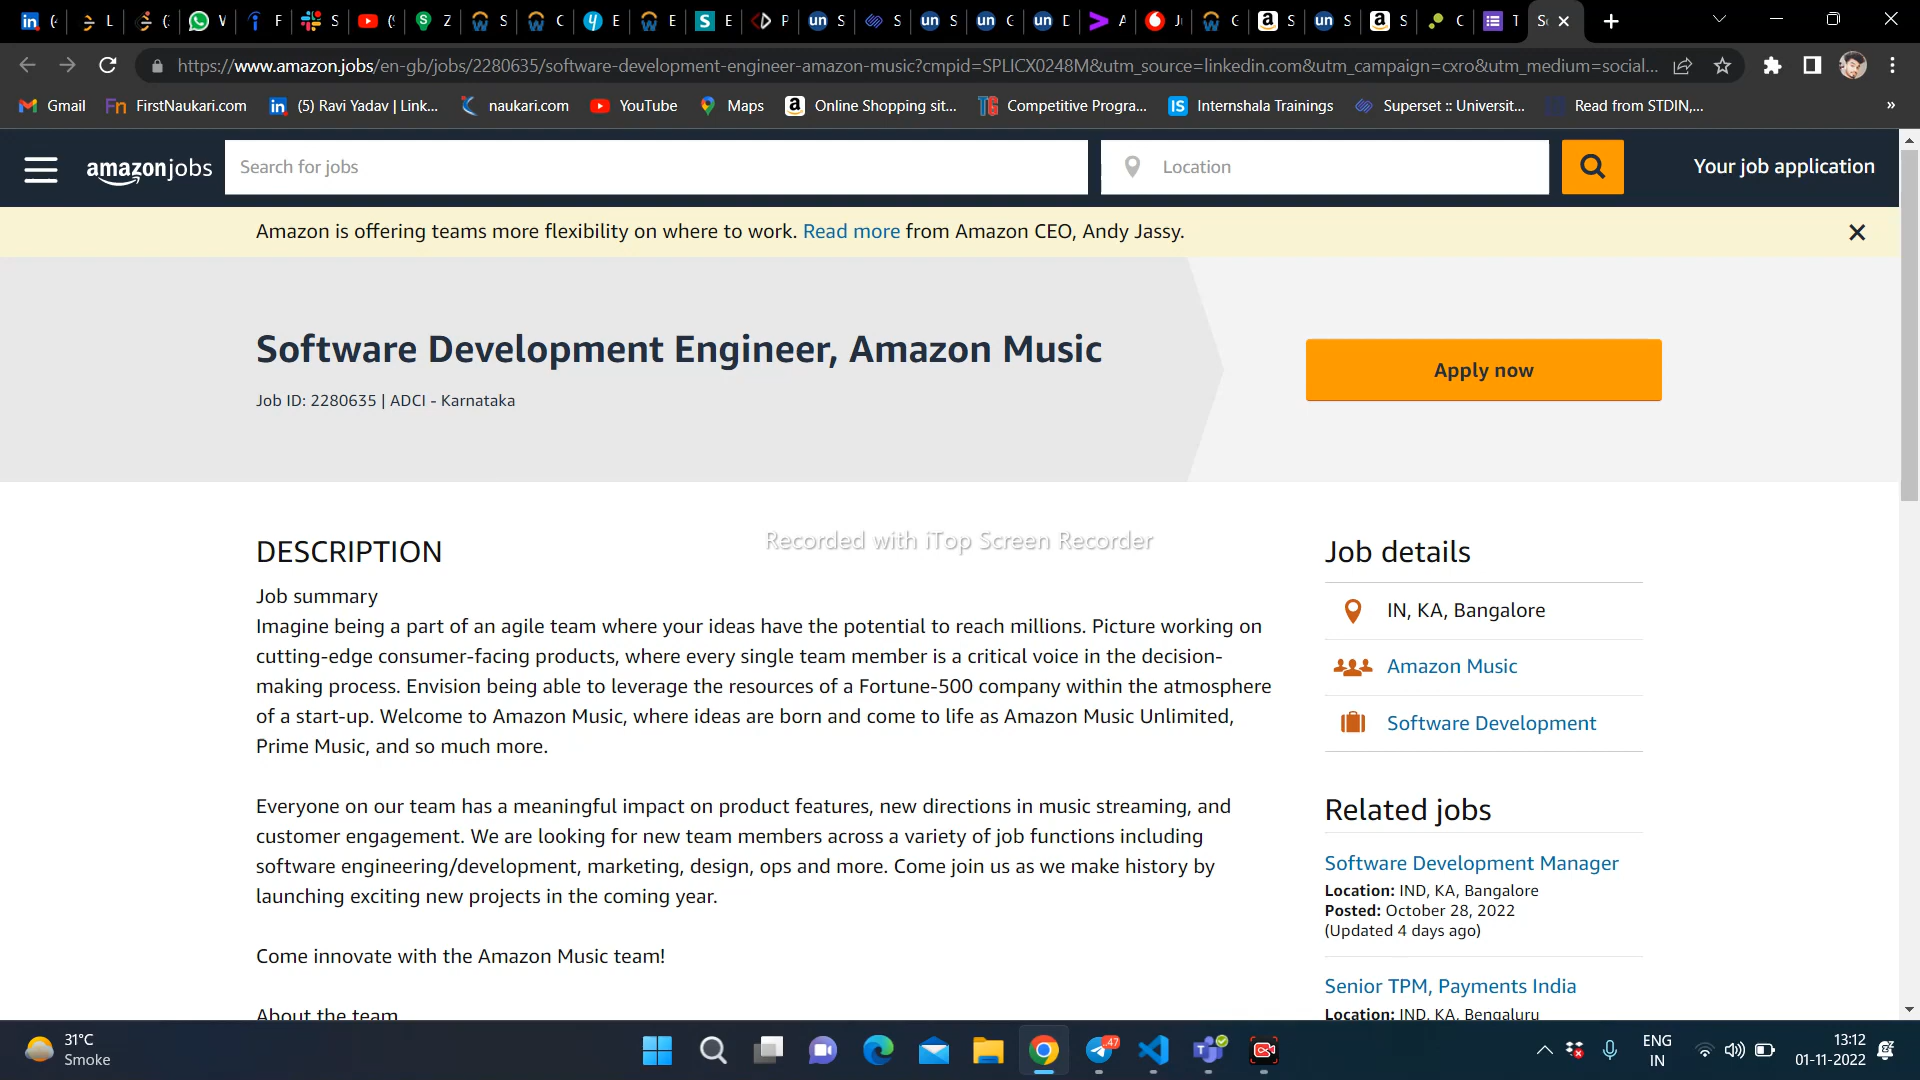 https://www.amazon.jobs/en-gb/jobs/2280635/software-development-engineer-amazon-music?cmpid=SPLICX0248M&utm_source=linkedin.com&utm_campaign=cxro&utm_medium=social...
Gmail FirstNaukari.com (5) Ravi Yadav | Link... naukari.com YouTube Maps Online Shopping sit... Competitive Progra... Internshala Trainings Superset :: Universit... Read from STDIN,... »
amazonjobs Search for jobs Location Your job application
Amazon is offering teams more flexibility on where to work. Read more from Amazon CEO, Andy Jassy.
Software Development Engineer, Amazon Music
Job ID: 2280635 | ADCI - Karnataka
Apply now
Recorded with iTop Screen Recorder
DESCRIPTION
Job summary
Imagine being a part of an agile team where your ideas have the potential to reach millions. Picture working on
cutting-edge consumer-facing products, where every single team member is a critical voice in the decision-
making process. Envision being able to leverage the resources of a Fortune-500 company within the atmosphere
of a start-up. Welcome to Amazon Music, where ideas are born and come to life as Amazon Music Unlimited,
Prime Music, and so much more.
Everyone on our team has a meaningful impact on product features, new directions in music streaming, and
customer engagement. We are looking for new team members across a variety of job functions including
software engineering/development, marketing, design, ops and more. Come join us as we make history by
launching exciting new projects in the coming year.
Come innovate with the Amazon Music team!
About the team
Job details
IN, KA, Bangalore
Amazon Music
Software Development
Related jobs
Software Development Manager
Location: IND, KA, Bangalore
Posted: October 28, 2022
(Updated 4 days ago)
Senior TPM, Payments India
Location: IND, KA, Bengaluru
31°C
Smoke
47
ENG
IN
13:12
01-11-2022